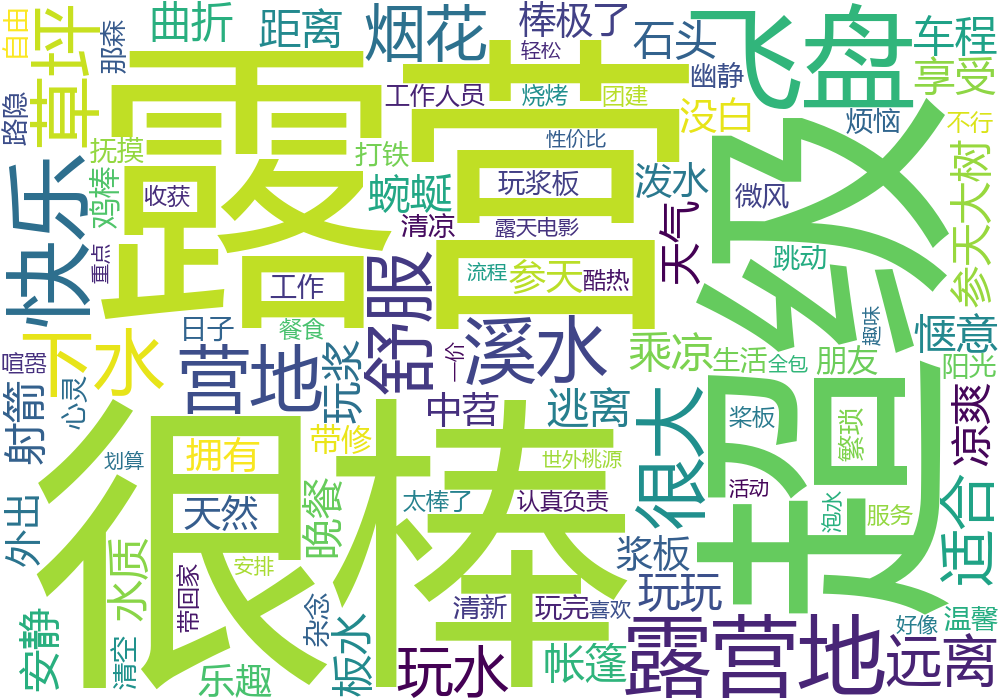 自由
草坪
那森
曲折
距离
烟花
棒极了
轻松
石头
飞盘
车程
幽静
享受
路隐
露营
工作人员
烧烤
团建
没白
烦恼
不行
抚摸
打铁
性价比
超级
快乐
鸡棒
收获
蜿蜒
玩浆板
泼水
微风
参天大树
清凉
露天电影
天气
重点
工作
舒服
流程
参天
酷热
跳动
日子
餐食
趣味
惬意
喧嚣
下水
营地
玩浆
一价
溪水
乘凉
生活
全包
朋友
阳光
射箭
心灵
带修
中苕
逃离
很大
桨板
繁琐
凉爽
很棒
拥有
划算
世外桃源
外出
天然
晚餐
太棒了
认真负责
活动
泡水
服务
适合
水质
安排
浆板
带回家
杂念
清新
玩完
喜欢
玩玩
安静
清空
板水
露营地
好像
温馨
乐趣
玩水
帐篷
远离